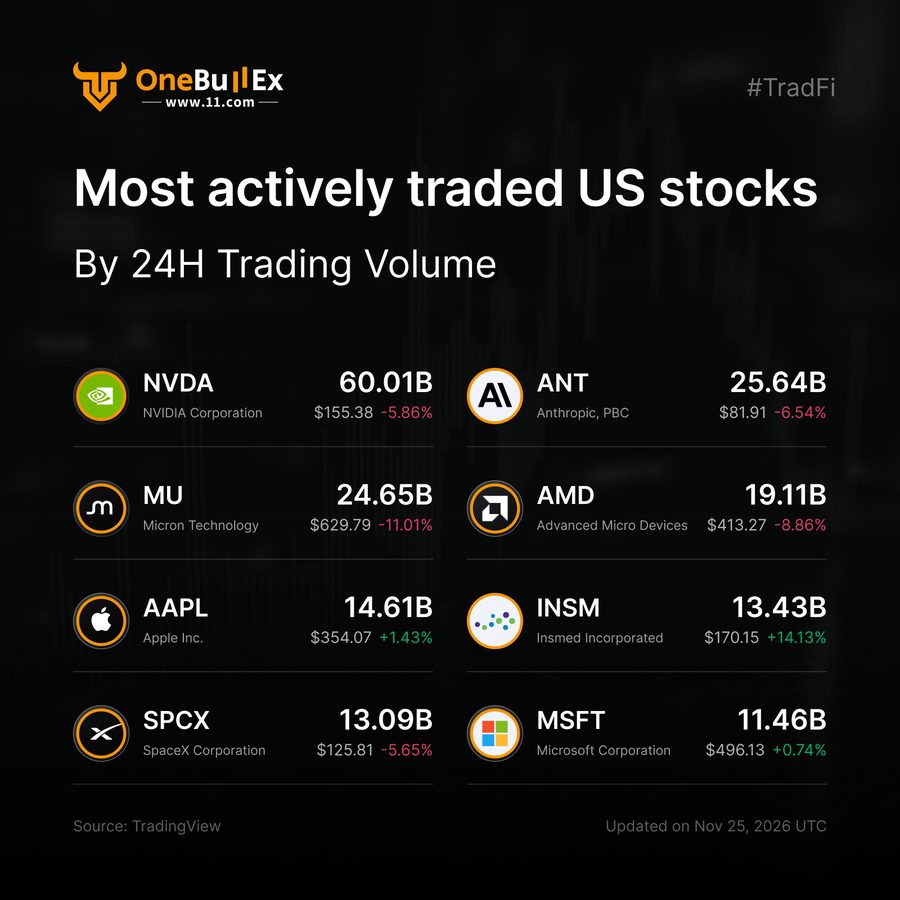 OneBullEx
www.11.com
#TradFi
Most actively traded US stocks
By 24H Trading Volume
NVDA 60.01B
NVIDIA Corporation $155.38 -5.86%
ANT 25.64B
Anthropic, PBC $81.91 -6.54%
MU 24.65B
Micron Technology $629.79 -11.01%
AMD 19.11B
Advanced Micro Devices $413.27 -8.86%
AAPL 14.61B
Apple Inc. $354.07 +1.43%
INSM 13.43B
Insmed Incorporated $170.15 +14.13%
SPCX 13.09B
SpaceX Corporation $125.81 -5.65%
MSFT 11.46B
Microsoft Corporation $496.13 +0.74%
Source: TradingView
Updated on Nov 25, 2026 UTC